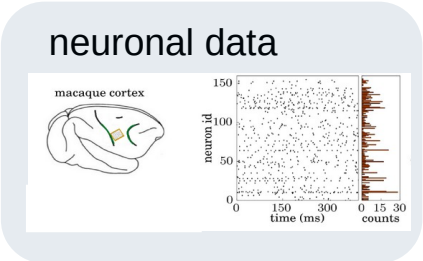 neuronal data
macaque cortex
neuron id
150
100
50
0
0 150 300
time (ms)
0 15 30
counts